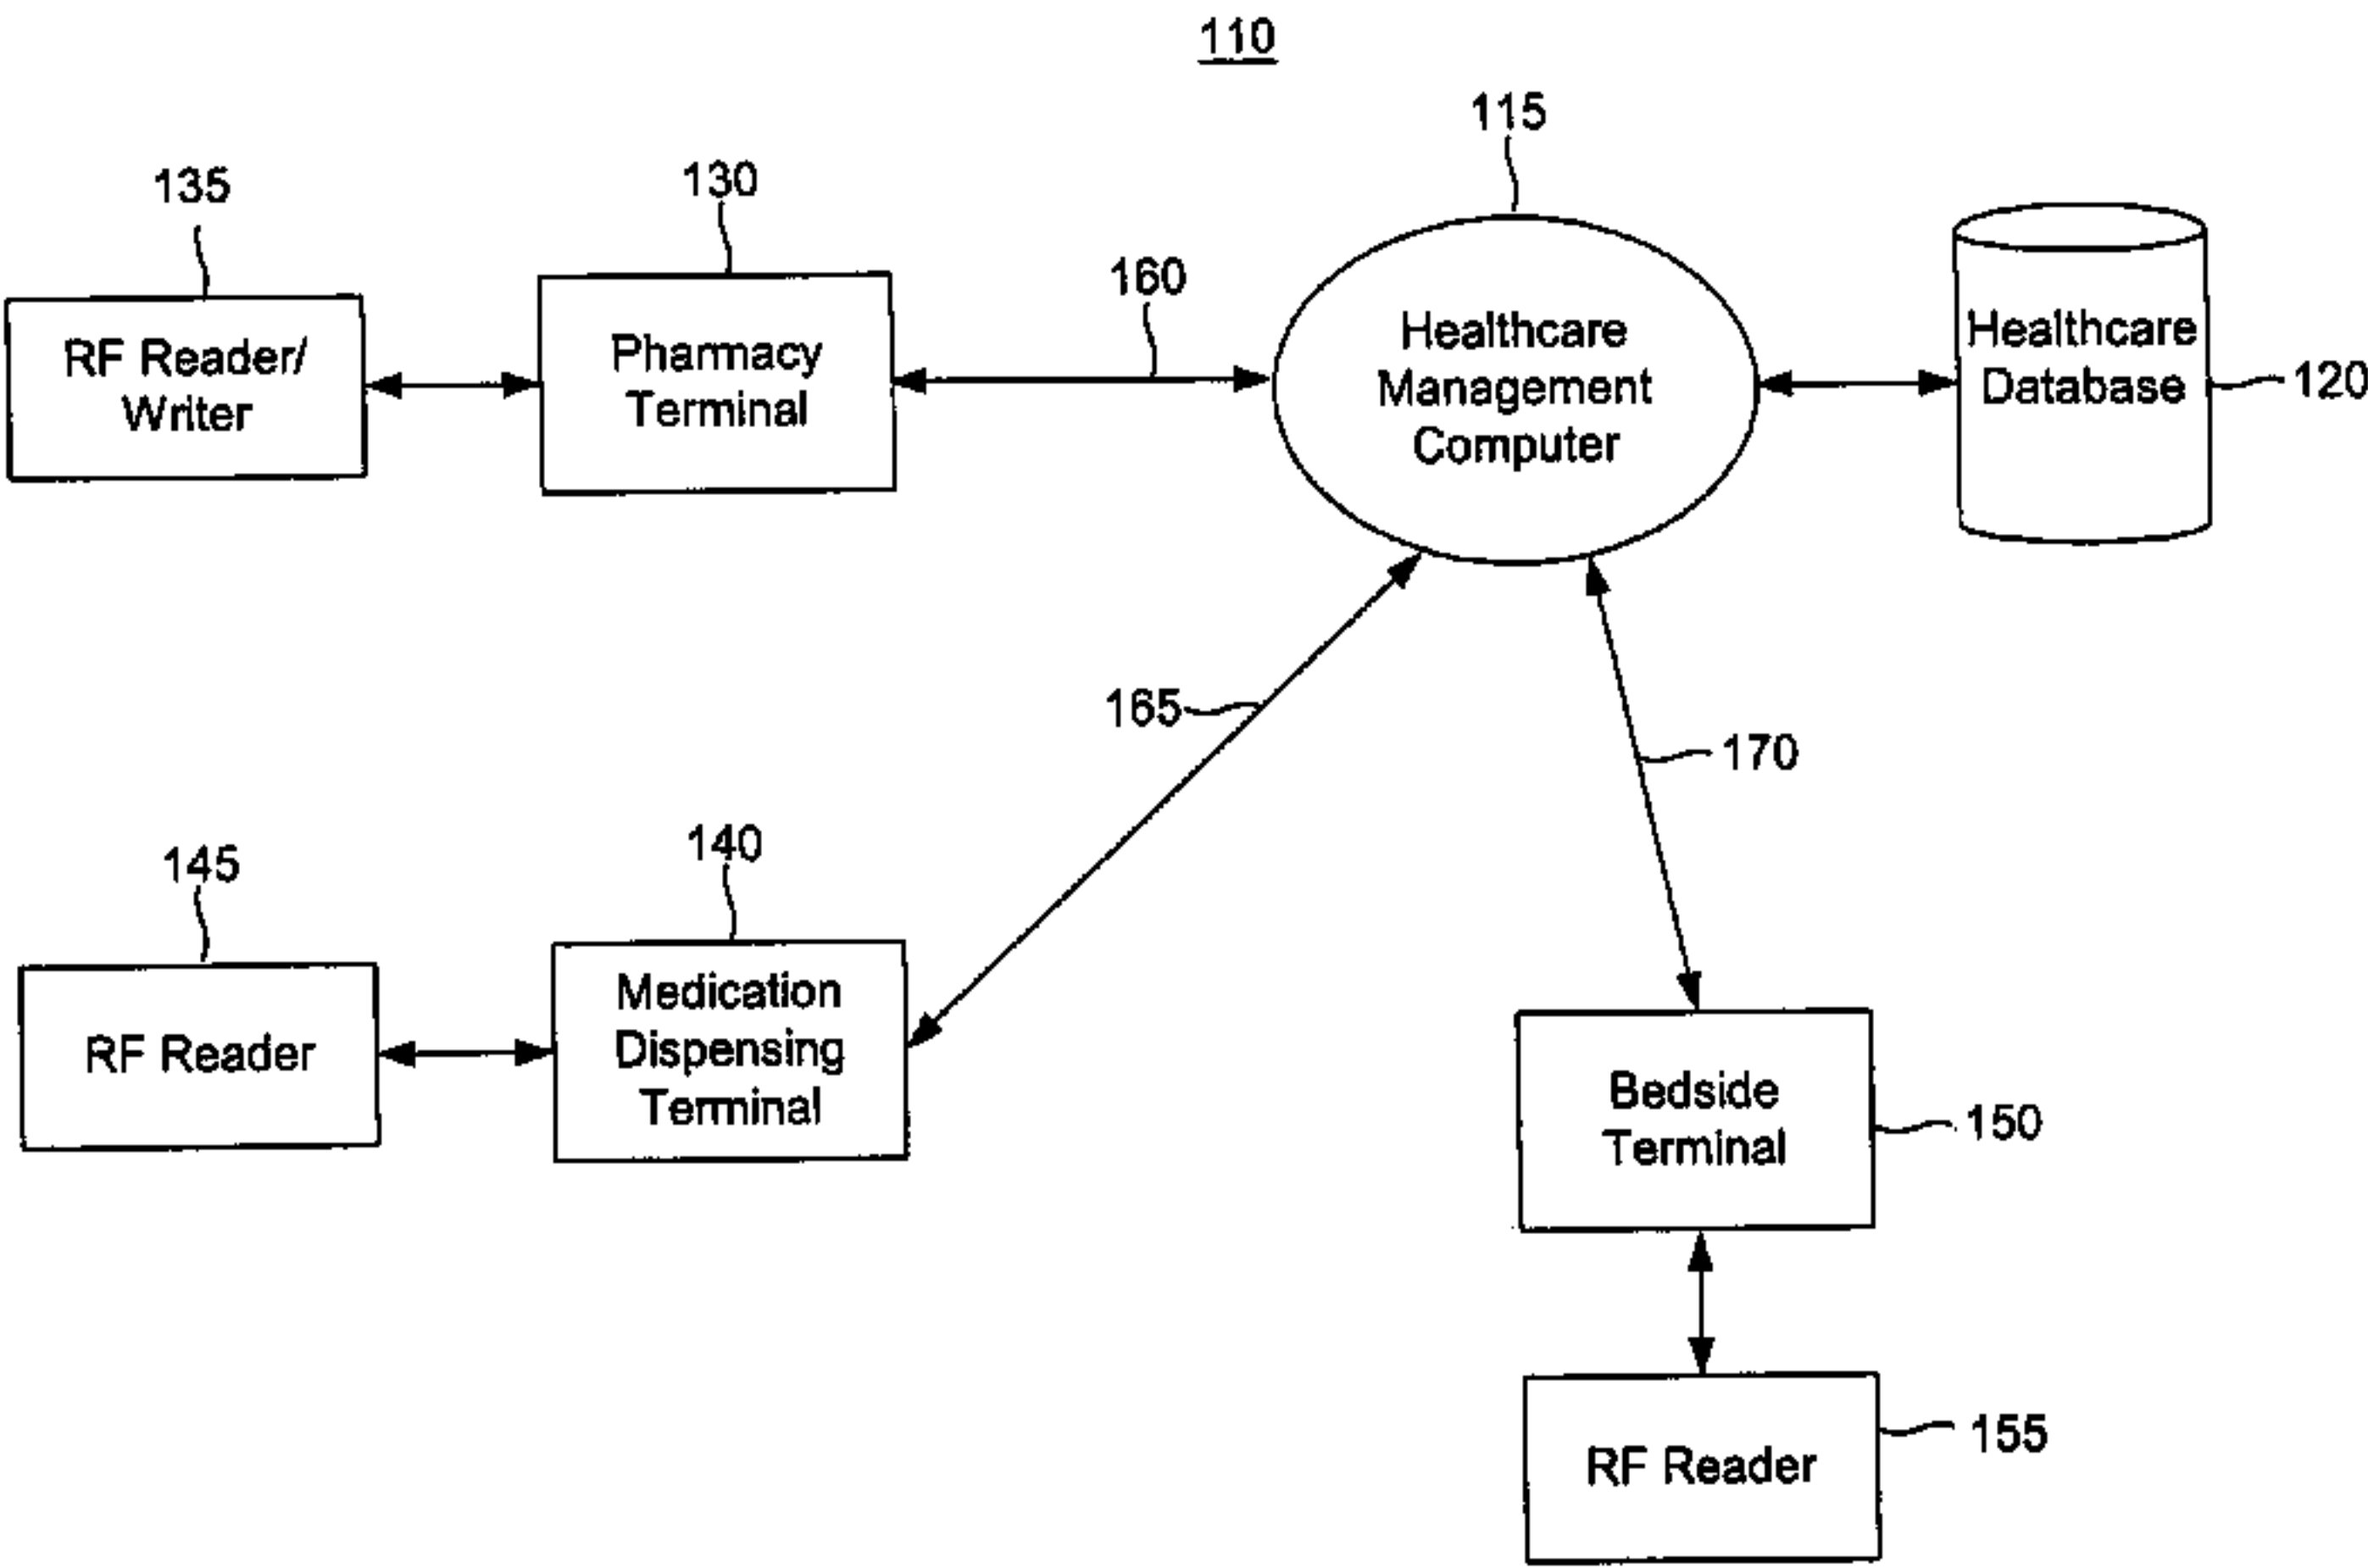 110
115
135
130
160
RF Reader/
Writer
Pharmacy
Terminal
Healthcare
Management
Computer
Healthcare
Database
120
165
170
145
140
RF Reader
Medication
Dispensing
Terminal
Bedside
Terminal
150
RF Reader
155